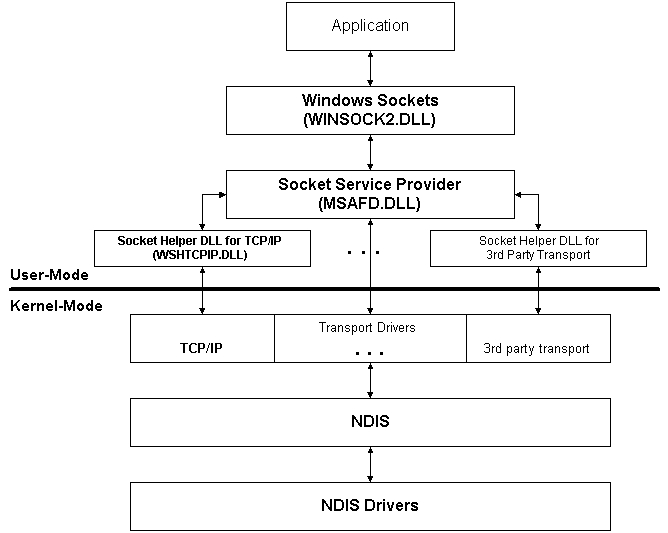 Application
Windows Sockets
(WINSOCK2.DLL)
Socket Service Provider
(MSAFD.DLL)
Socket Helper DLL for TCP/IP
(WSHTCPIP.DLL)
. . .
Socket Helper DLL for
3rd Party Transport
User-Mode
Kernel-Mode
TCP/IP
Transport Drivers
. . .
3rd party transport
NDIS
NDIS Drivers